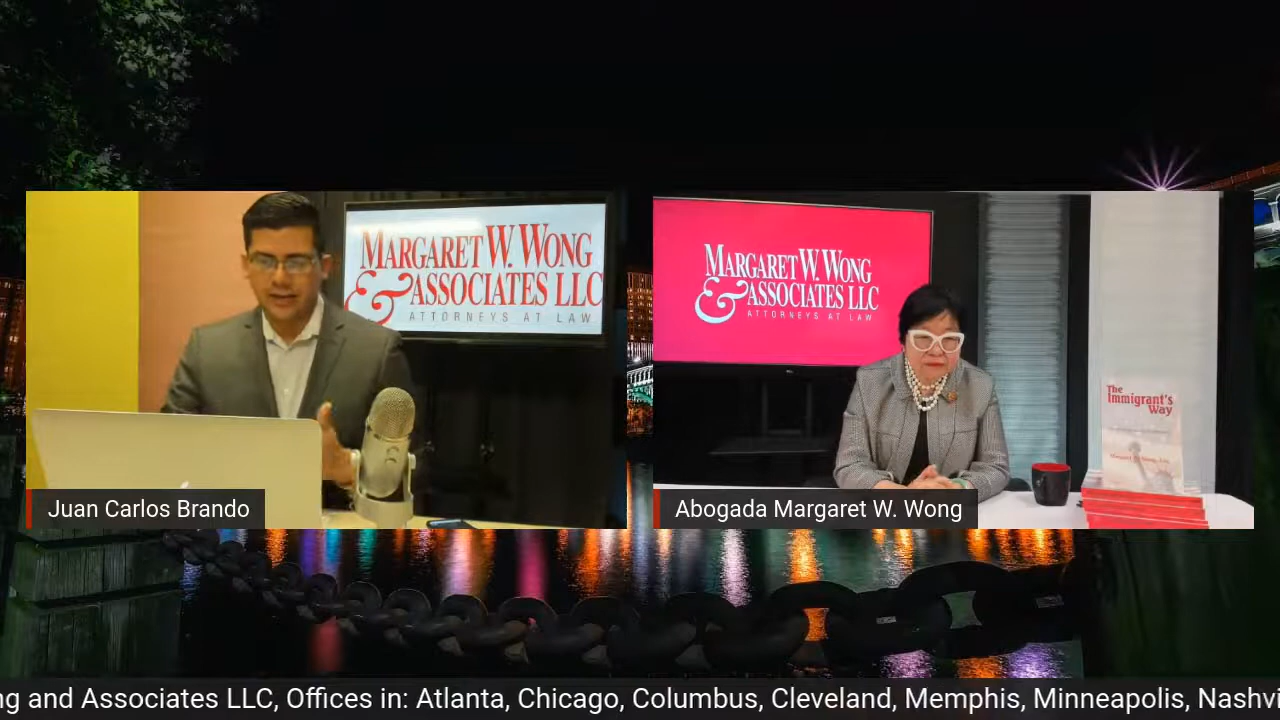 MARGARET W. WONG
& ASSOCIATES LLC
ATTORNEYS AT LAW
MARGARET W. WONG
& ASSOCIATES LLC
ATTORNEYS AT LAW
The
Immigrant's
Way
Juan Carlos Brando
Abogada Margaret W. Wong
ng and Associates LLC, Offices in: Atlanta, Chicago, Columbus, Cleveland, Memphis, Minneapolis, Nashvi